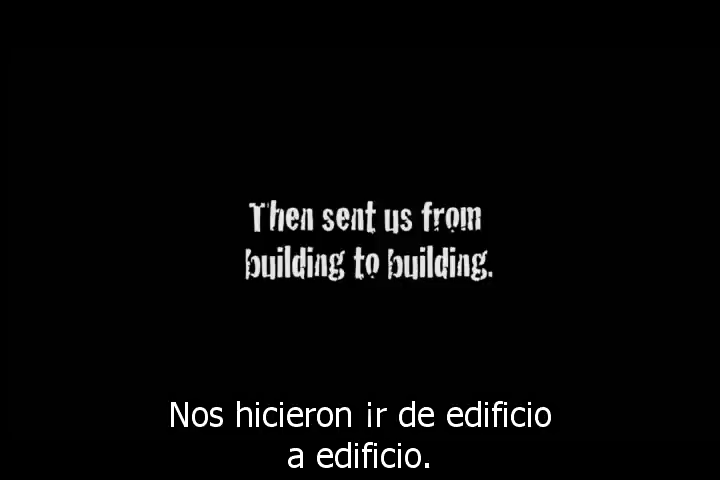 Then sent us from
building to building.
Nos hicieron ir de edificio
a edificio.